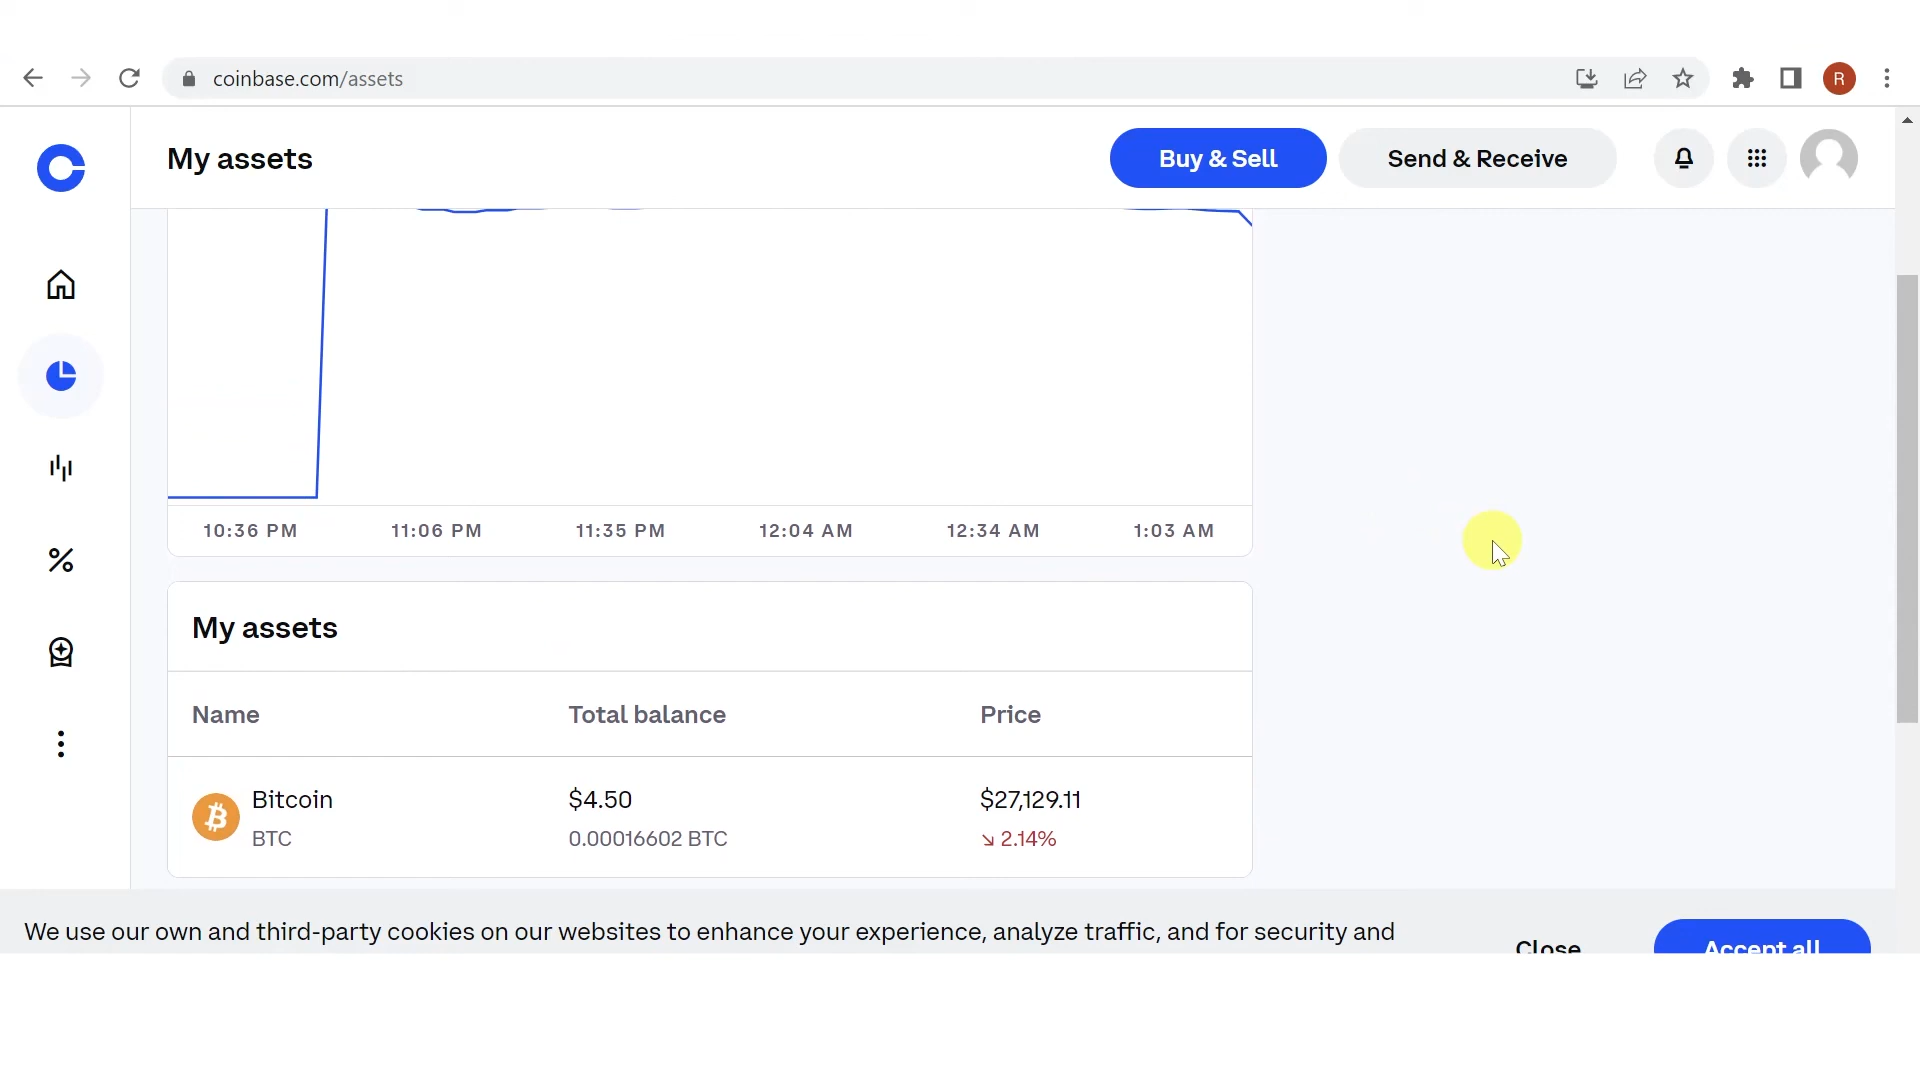 coinbase.com/assets
R
My assets
Buy & Sell
Send & Receive
10:36 PM 11:06 PM 11:35 PM 12:04 AM 12:34 AM 1:03 AM
My assets
Name Total balance Price
Bitcoin $4.50 $27,129.11
BTC 0.00016602 BTC ↘ 2.14%
We use our own and third-party cookies on our websites to enhance your experience, analyze traffic, and for security and
Close
Accept all